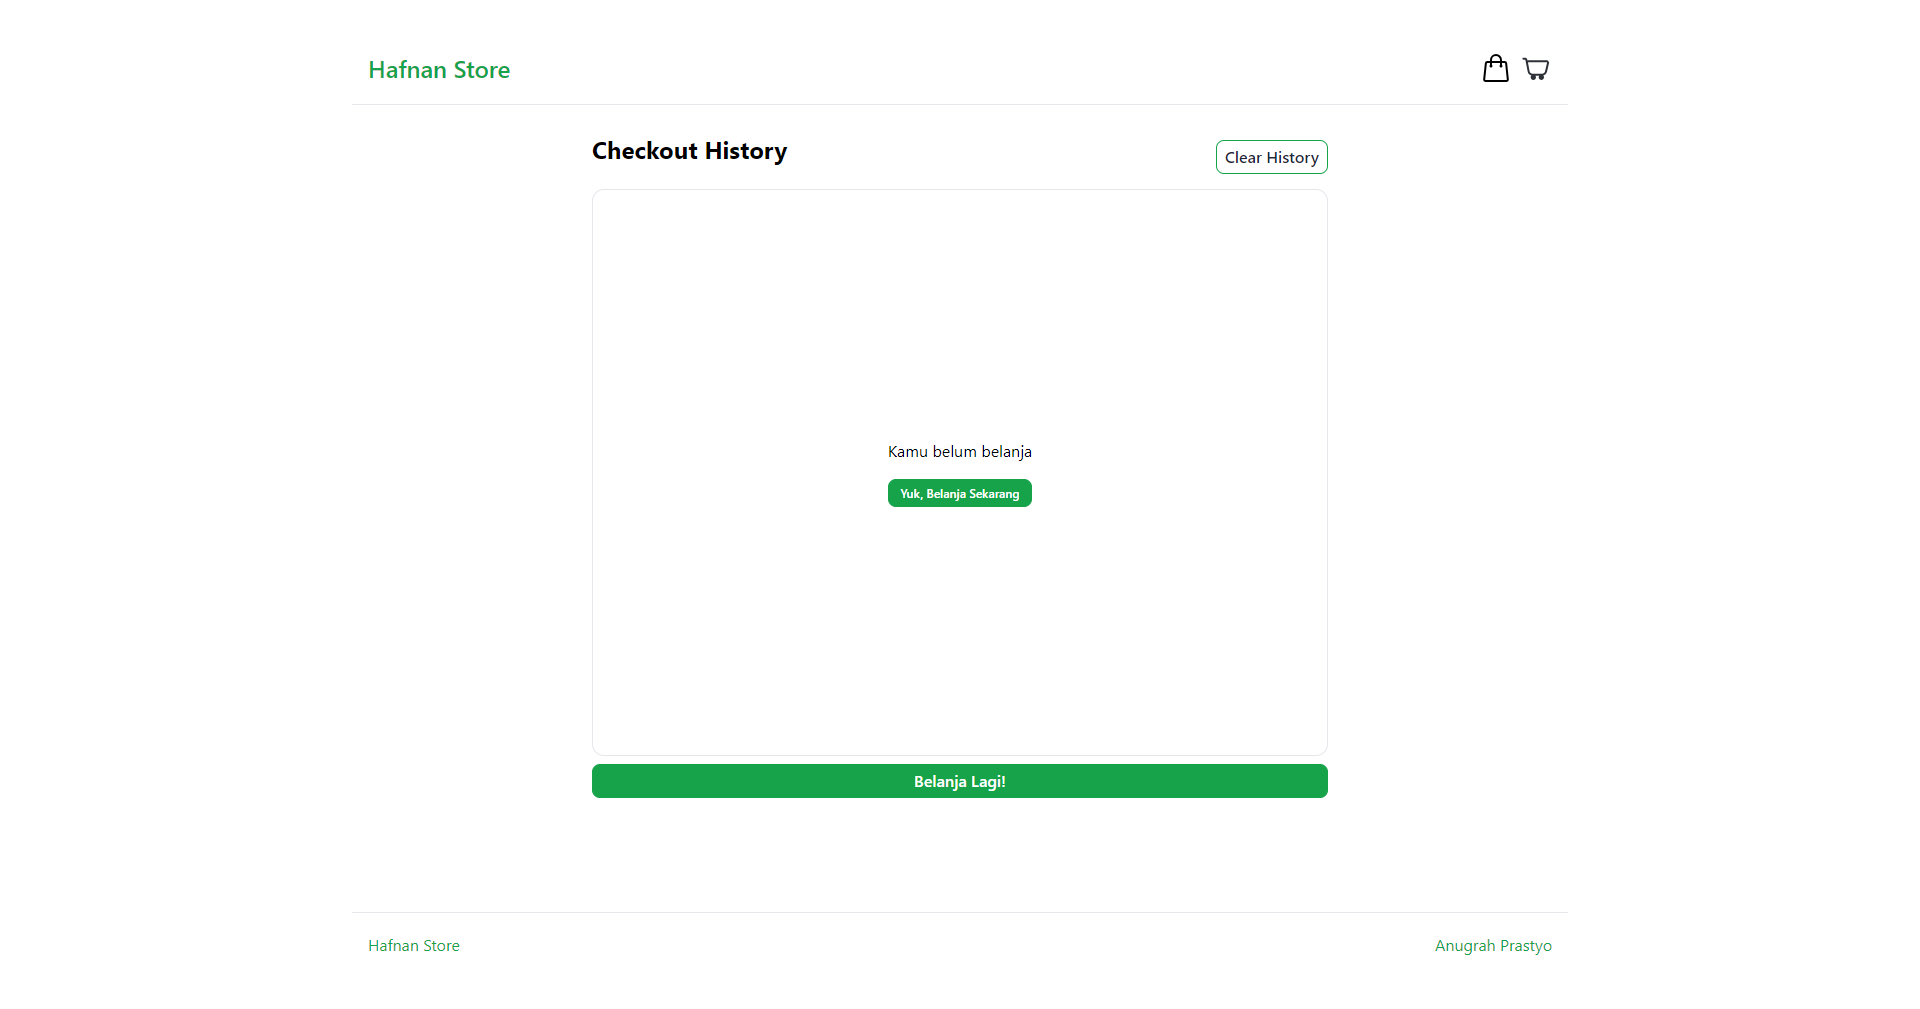 Hafnan Store
Checkout History
Clear History
Kamu belum belanja
Yuk, Belanja Sekarang
Belanja Lagi!
Hafnan Store
Anugrah Prastyo